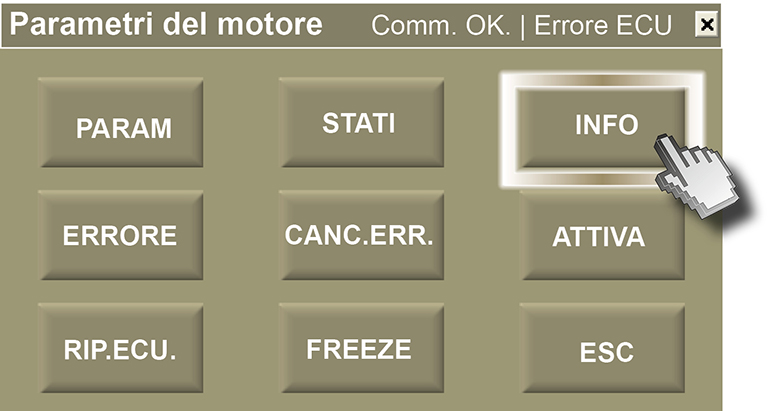 Parametri del motore Comm. OK. | Errore ECU
PARAM STATI INFO
ERRORE CANC.ERR. ATTIVA
RIP.ECU. FREEZE ESC